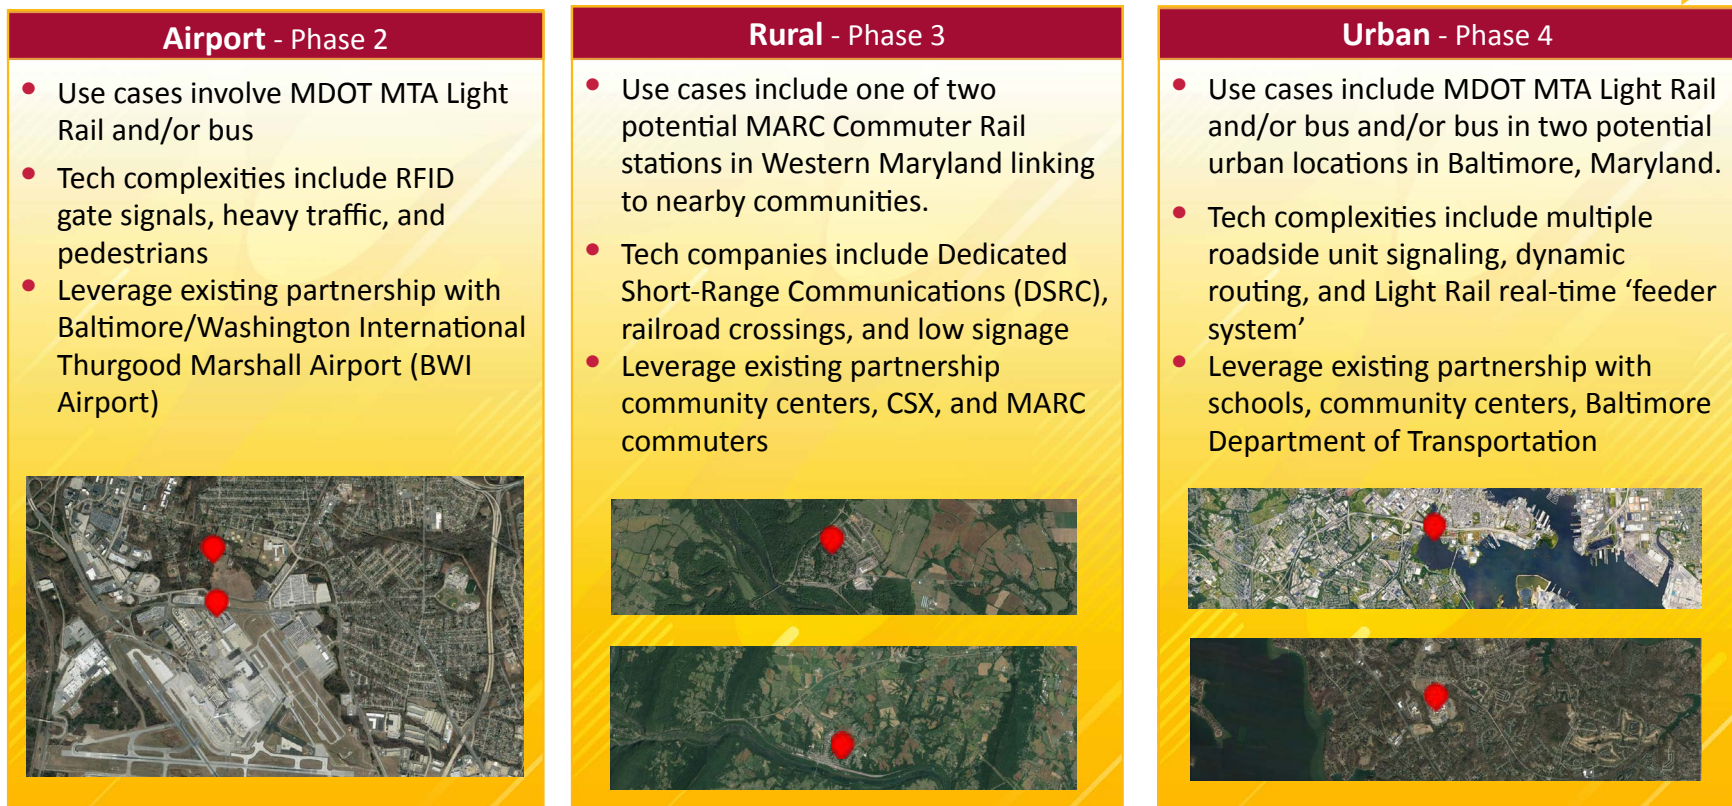 Airport - Phase 2
• Use cases involve MDOT MTA Light
Rail and/or bus
• Tech complexities include RFID
gate signals, heavy traffic, and
pedestrians
• Leverage existing partnership with
Baltimore/Washington International
Thurgood Marshall Airport (BWI
Airport)
Rural - Phase 3
• Use cases include one of two
potential MARC Commuter Rail
stations in Western Maryland linking
to nearby communities.
• Tech companies include Dedicated
Short-Range Communications (DSRC),
railroad crossings, and low signage
• Leverage existing partnership
community centers, CSX, and MARC
commuters
Urban - Phase 4
• Use cases include MDOT MTA Light Rail
and/or bus and/or bus in two potential
urban locations in Baltimore, Maryland.
• Tech complexities include multiple
roadside unit signaling, dynamic
routing, and Light Rail real-time ‘feeder
system’
• Leverage existing partnership with
schools, community centers, Baltimore
Department of Transportation